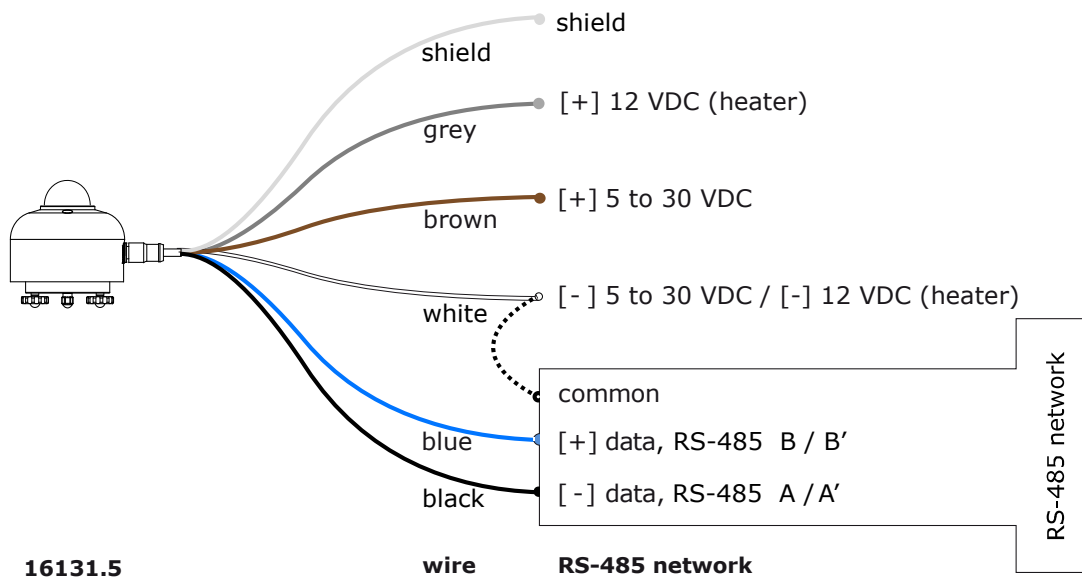 shield
shield
grey
[+] 12 VDC (heater)
brown
[+] 5 to 30 VDC
white
[-] 5 to 30 VDC / [-] 12 VDC (heater)
common
blue
[+] data, RS-485 B / B’
black
[-] data, RS-485 A / A’
RS-485 network
16131.5
wire
RS-485 network